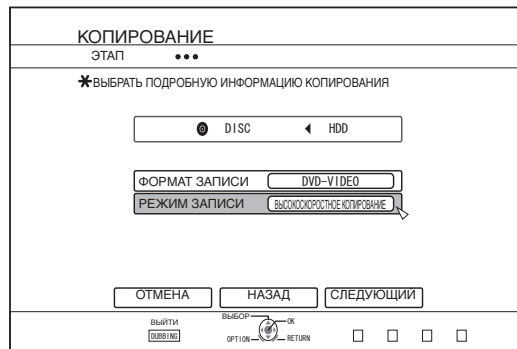 КОПИРОВАНИЕ
ЭТАП
ВЫБРАТЬ ПОДРОБНУЮ ИНФОРМАЦИЮ КОПИРОВАНИЯ
DISC HDD
ФОРМАТ ЗАПИСИ DVD-VIDEO
РЕЖИМ ЗАПИСИ ВЫСОКОСКОРОСТНОЕ КОПИРОВАНИЕ
ОТМЕНА НАЗАД СЛЕДУЮЩИЙ
ВЫЙТИ ВЫБОР OK
DUBBING OPTION RETURN